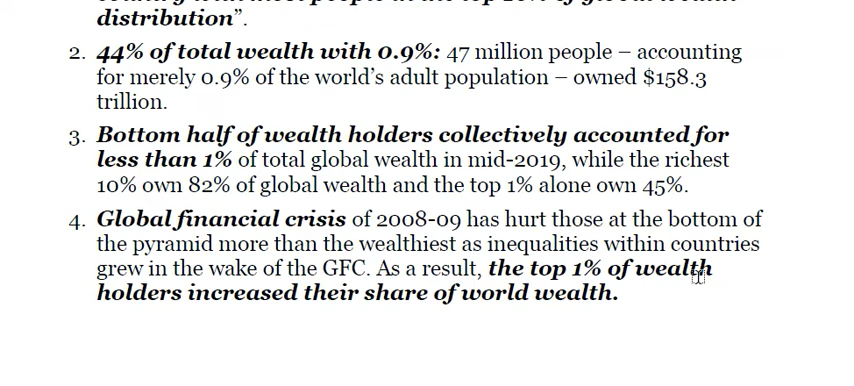 distribution”.
2. 44% of total wealth with 0.9%: 47 million people – accounting
for merely 0.9% of the world’s adult population – owned $158.3
trillion.
3. Bottom half of wealth holders collectively accounted for
less than 1% of total global wealth in mid-2019, while the richest
10% own 82% of global wealth and the top 1% alone own 45%.
4. Global financial crisis of 2008-09 has hurt those at the bottom of
the pyramid more than the wealthiest as inequalities within countries
grew in the wake of the GFC. As a result, the top 1% of wealth
holders increased their share of world wealth.